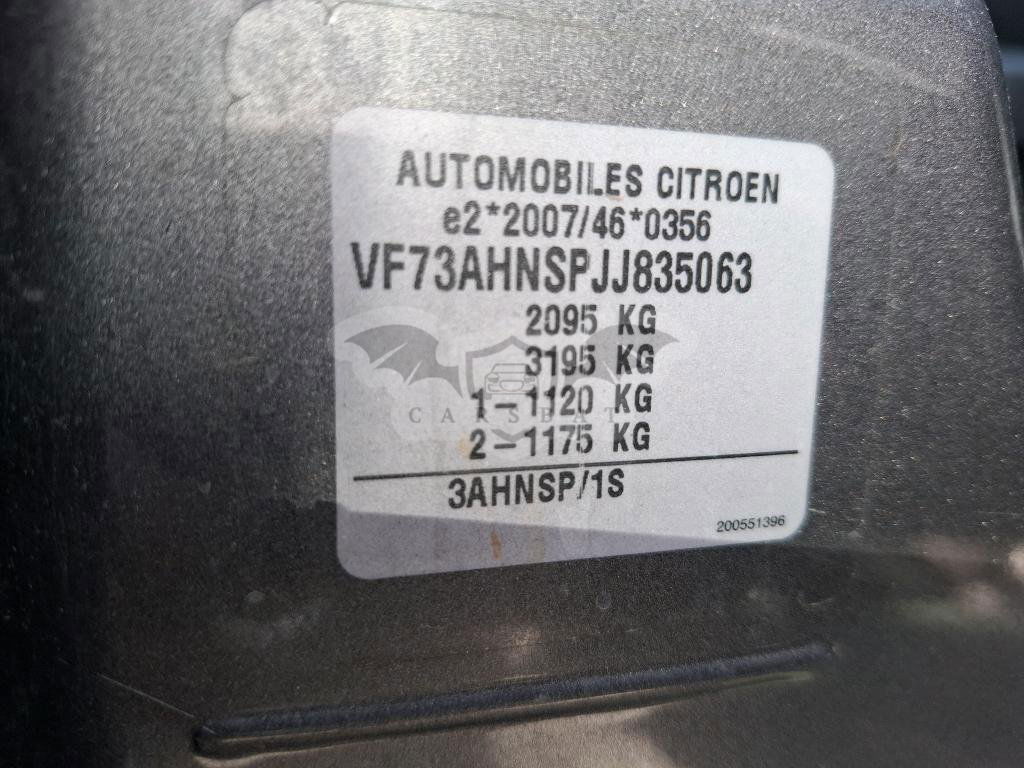 AUTOMOBILES CITROEN
e2*2007/46*0356
VF73AHNSPJJ835063
2095 KG
3195 KG
1-1120 KG
CARSBAT
2-1175 KG
3AHNSP/1S
200551396